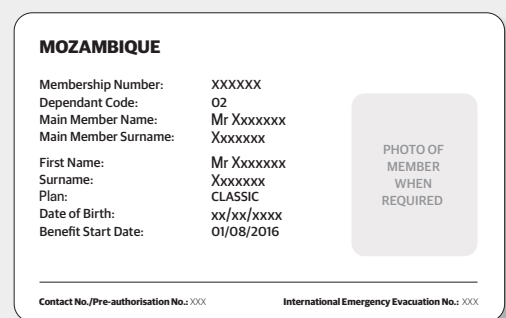 MOZAMBIQUE
Membership Number: XXXXXX
Dependant Code: 02
Main Member Name: Mr Xxxxxxx
Main Member Surname: Xxxxxxx
First Name: Mr Xxxxxxx
Surname: Xxxxxxx
Plan: CLASSIC
Date of Birth: xx/xx/xxxx
Benefit Start Date: 01/08/2016
PHOTO OF
MEMBER
WHEN
REQUIRED
Contact No./Pre-authorisation No.: XXX
International Emergency Evacuation No.: XXX